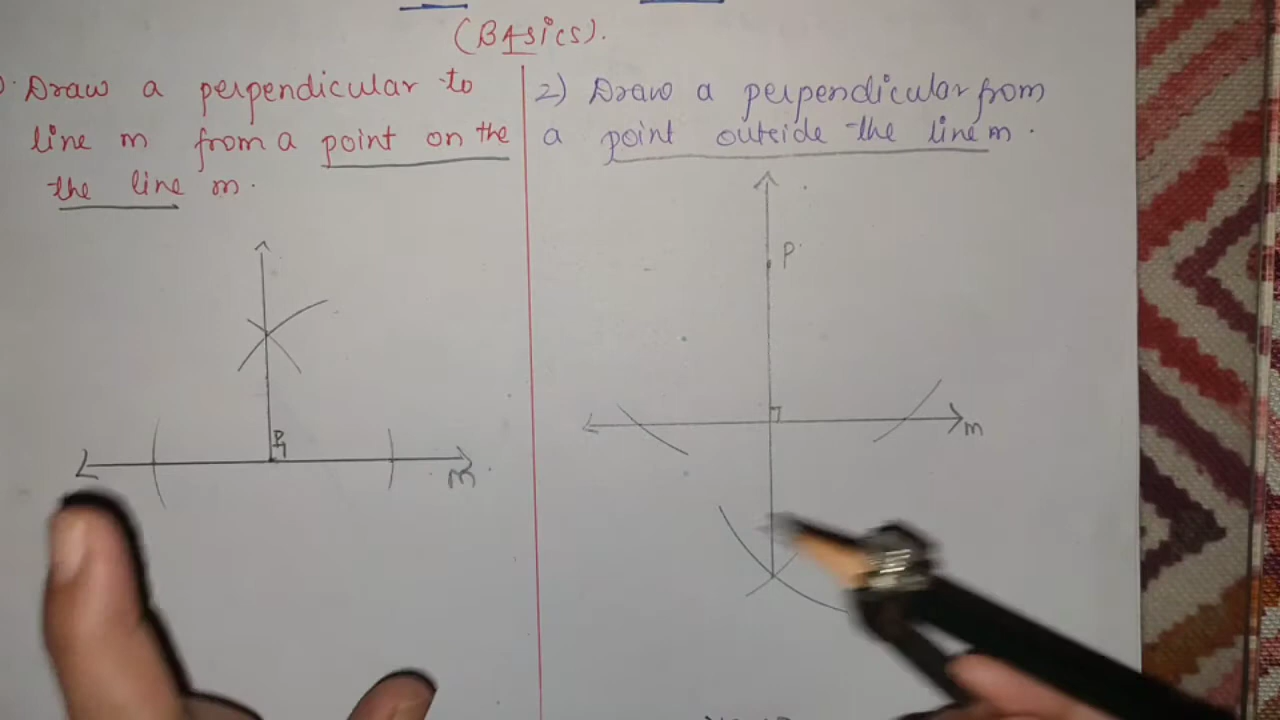 (BAsics).
Draw a perpendicular to
line m from a point on the
the line m.
2) Draw a perpendicular from
a point outside the line m.
P
m
P
m